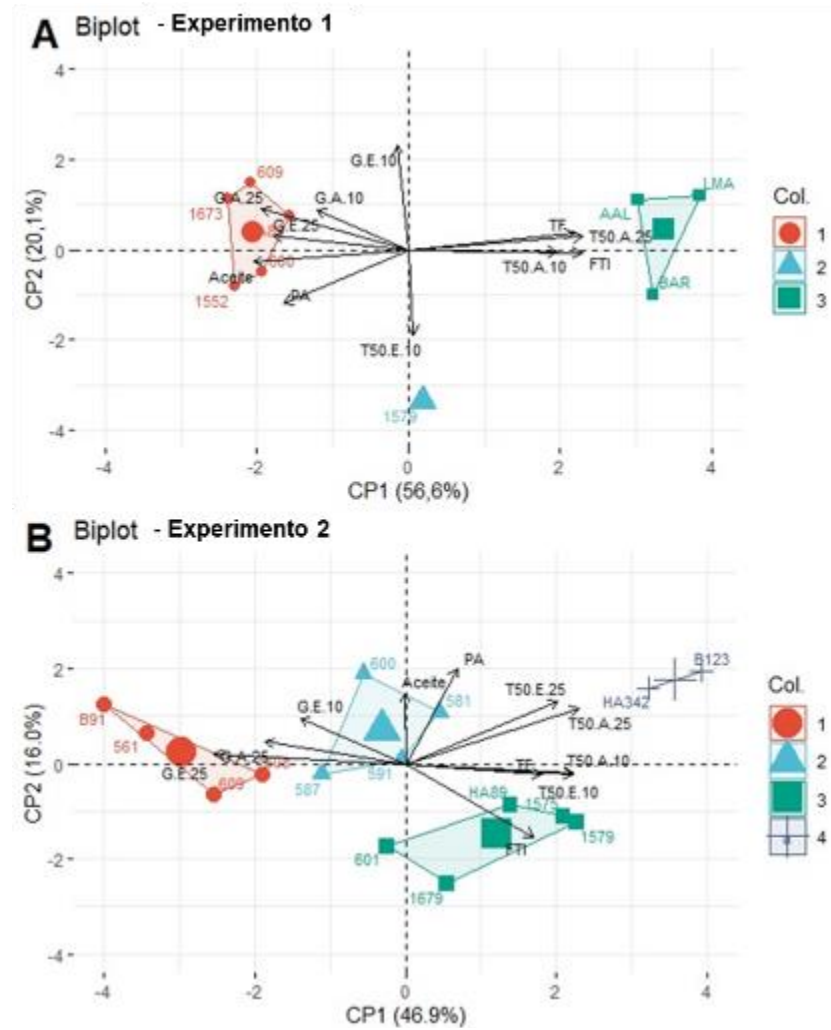 A Biplot - Experimento 1
4
2
0
-2
-4
CP2 (20,1%)
609
G.E.10
G.A.25
G.A.10
1673
G.E.25
Aceite
1552
PA
T50.E.10
1579
TF
T50.A.25
T50.A.10
FTI
AAL
LMA
BAR
-4
-2
0
2
4
CP1 (56,6%)
Col.
1
2
3
B Biplot - Experimento 2
4
2
0
-2
-4
CP2 (16.0%)
600
PA
Aceite
581
B123
HA342
G.E.10
T50.E.25
T50.A.25
B91
561
G.A.25
G.E.25
609
587
591
TF
T50.A.10
T50.E.10
HA89
1575
1579
FTI
601
1679
-4
-2
0
2
4
CP1 (46.9%)
Col.
1
2
3
4